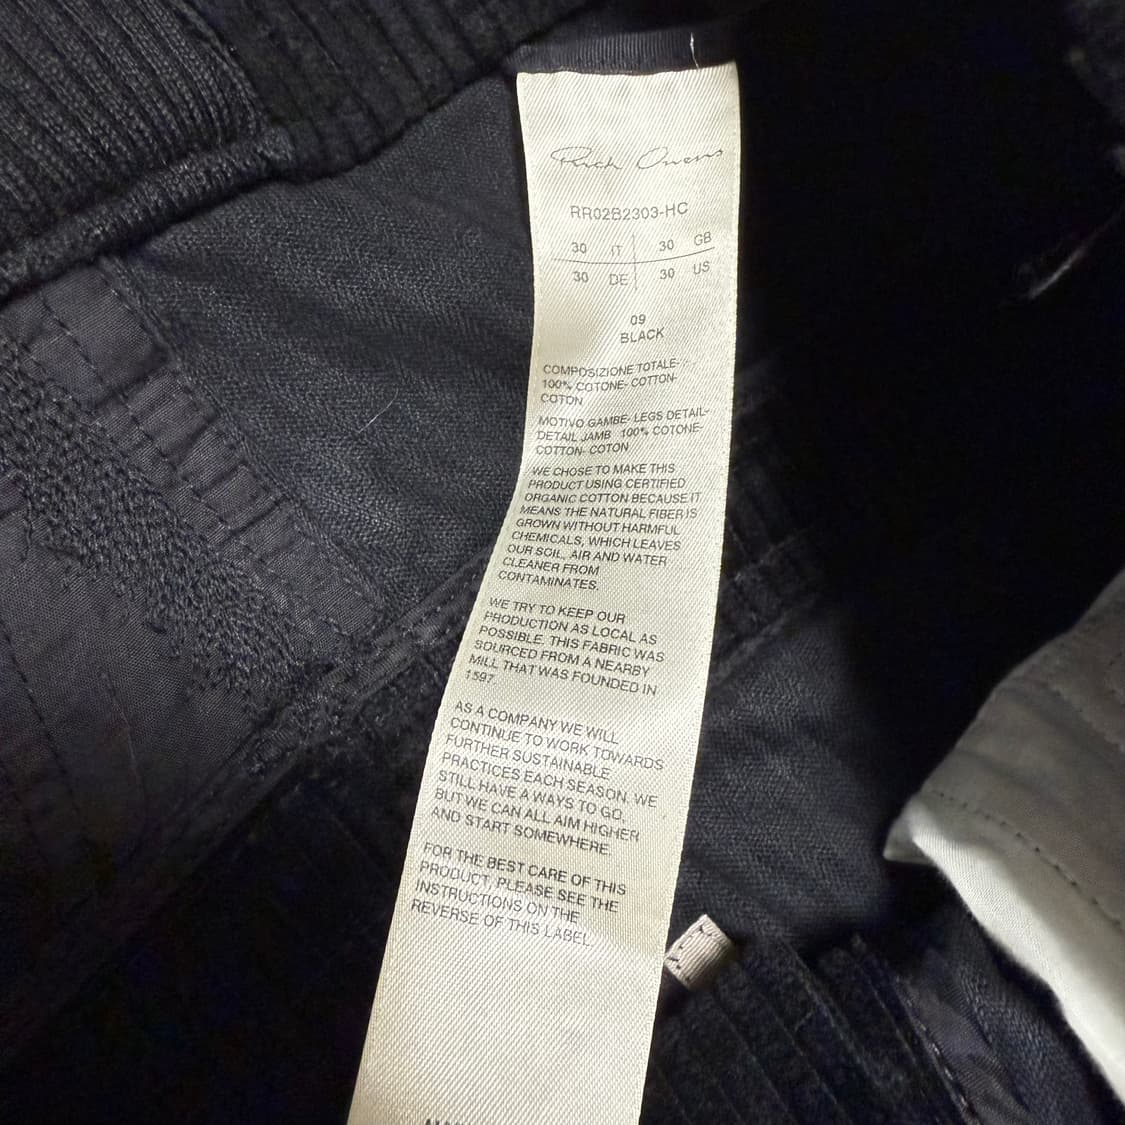 Rick Owens
RR02B2303-HC
30 IT 30 GB
30 DE 30 US
09
BLACK
COMPOSIZIONE TOTALE-
100% COTONE- COTTON-
COTON
MOTIVO GAMBE- LEGS DETAIL-
DETAIL JAMB 100% COTONE-
COTTON- COTON
WE CHOSE TO MAKE THIS
PRODUCT USING CERTIFIED
ORGANIC COTTON BECAUSE IT
MEANS THE NATURAL FIBER IS
GROWN WITHOUT HARMFUL
CHEMICALS, WHICH LEAVES
OUR SOIL, AIR AND WATER
CLEANER FROM
CONTAMINATES.
WE TRY TO KEEP OUR
PRODUCTION AS LOCAL AS
POSSIBLE. THIS FABRIC WAS
SOURCED FROM A NEARBY
MILL THAT WAS FOUNDED IN
1597.
AS A COMPANY WE WILL
CONTINUE TO WORK TOWARDS
FURTHER SUSTAINABLE
PRACTICES EACH SEASON. WE
STILL HAVE A WAYS TO GO,
BUT WE CAN ALL AIM HIGHER
AND START SOMEWHERE.
FOR THE BEST CARE OF THIS
PRODUCT, PLEASE SEE THE
INSTRUCTIONS ON THE
REVERSE OF THIS LABEL.